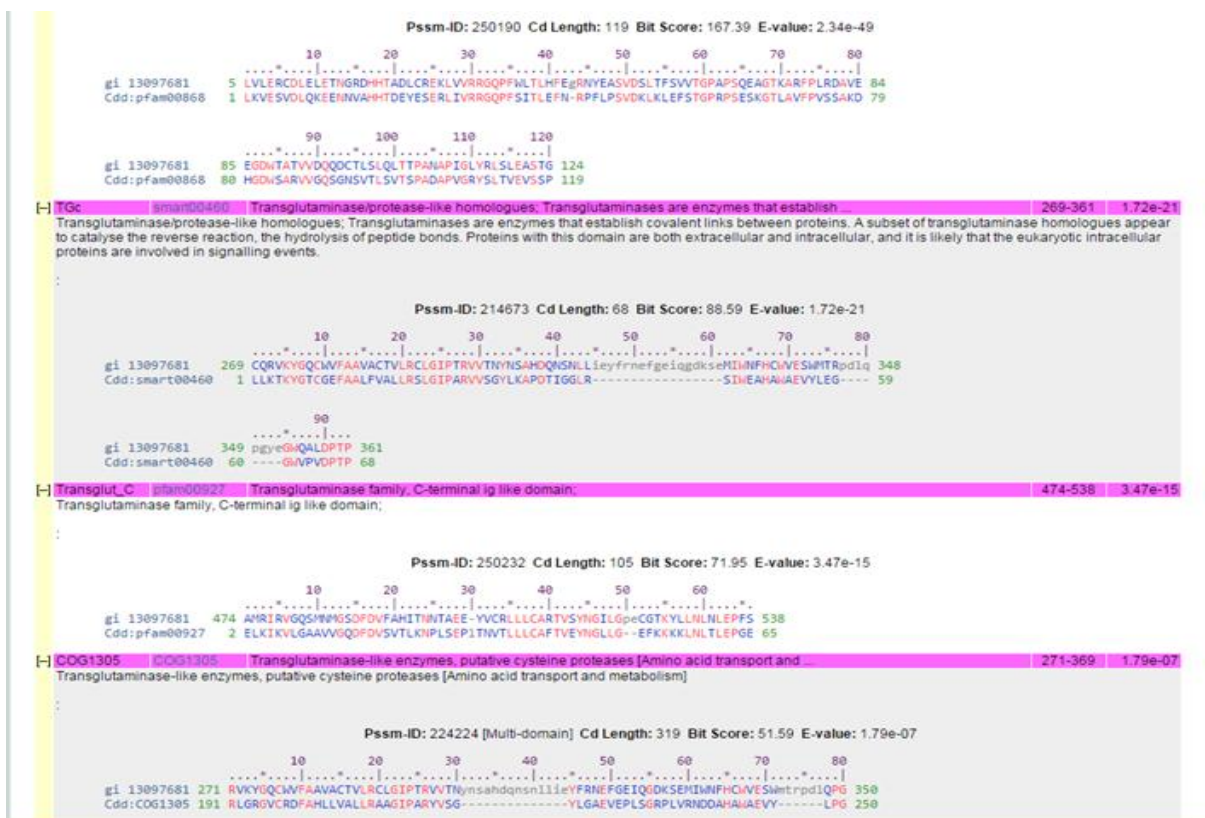 Pssm-ID: 250190 Cd Length: 119 Bit Score: 167.39 E-value: 2.34e-49
10 20 30 40 50 60 70 80
....*....|....*....|....*....|....*....|....*....|....*....|....*....|....*....|
gi 13097681 5 LVLERCDLELETNGRDHHTADLCREKLVVRRGQPFWLTLHFEgRNYEASVDSLTFSVVTGPAPSQEAGTKARFPLRDAVE 84
Cdd:pfam00868 1 LKVESVDLQKEENNVAHHTDEYESERLIVRRGQPFSITLEFN-RPFLPSVDKLKLEFSTGPRPSESKGTLAVFPVSSAKD 79
90 100 110 120
....*....|....*....|....*....|....*....|
gi 13097681 85 EGDWTATVVDQQDCTLSLQLTTPANAPIGLYRLSLEASTG 124
Cdd:pfam00868 80 HGDWSARVVGQSGNSVTLSVTSPADAPVGRYSLTVEVSSP 119
[-] TGc smart00460 Transglutaminase/protease-like homologues; Transglutaminases are enzymes that establish ... 269-361 1.72e-21
Transglutaminase/protease-like homologues; Transglutaminases are enzymes that establish covalent links between proteins. A subset of transglutaminase homologues appear
to catalyse the reverse reaction, the hydrolysis of peptide bonds. Proteins with this domain are both extracellular and intracellular, and it is likely that the eukaryotic intracellular
proteins are involved in signalling events.
:
Pssm-ID: 214673 Cd Length: 68 Bit Score: 88.59 E-value: 1.72e-21
10 20 30 40 50 60 70 80
....*....|....*....|....*....|....*....|....*....|....*....|....*....|....*....|
gi 13097681 269 CQRVKYGQCWVFAAVACTVLRCLGIPTRVVTNYNSAHDQNSNLLieyfrnefgeiqgdkseMIWNFHCWVESWMTRpdlq 348
Cdd:smart00460 1 LLKTKYGTCGEFAALFVALLRSLGIPARVVSGYLKAPDTIGGLR-----------------SIWEAHAWAEVYLEG---- 59
90
....*....|...
gi 13097681 349 pgyeGWQALDPTP 361
Cdd:smart00460 60 ----GWVPVDPTP 68
[-] Transglut_C pfam00927 Transglutaminase family, C-terminal ig like domain; 474-538 3.47e-15
Transglutaminase family, C-terminal ig like domain;
:
Pssm-ID: 250232 Cd Length: 105 Bit Score: 71.95 E-value: 3.47e-15
10 20 30 40 50 60
....*....|....*....|....*....|....*....|....*....|....*....|....*.
gi 13097681 474 AMRIRVGQSMNMGSDFDVFAHITNNTAEE-YVCRLLLCARTVSYNGILGpeCGTKYLLNLNLEPFS 538
Cdd:pfam00927 2 ELKIKVLGAAVVGQDFDVSVTLKNPLSEPlTNVTLLLCAFTVEYNGLLG--EFKKKKLNLTLEPGE 65
[-] COG1305 COG1305 Transglutaminase-like enzymes, putative cysteine proteases [Amino acid transport and ... 271-369 1.79e-07
Transglutaminase-like enzymes, putative cysteine proteases [Amino acid transport and metabolism]
:
Pssm-ID: 224224 [Multi-domain] Cd Length: 319 Bit Score: 51.59 E-value: 1.79e-07
10 20 30 40 50 60 70 80
....*....|....*....|....*....|....*....|....*....|....*....|....*....|....*....|
gi 13097681 271 RVKYGQCWVFAAVACTVLRCLGIPTRVVTNynsahdqnsnllieYFRNEFGEIQGDKSEMIWNFHCWVESWmtrpdlQPG 350
Cdd:COG1305 191 RLGRGVCRDFAHLLVALLRAAGIPARYVSG--------------YLGAEVEPLSGRPLVRNDDAHAWAEVY------LPG 250